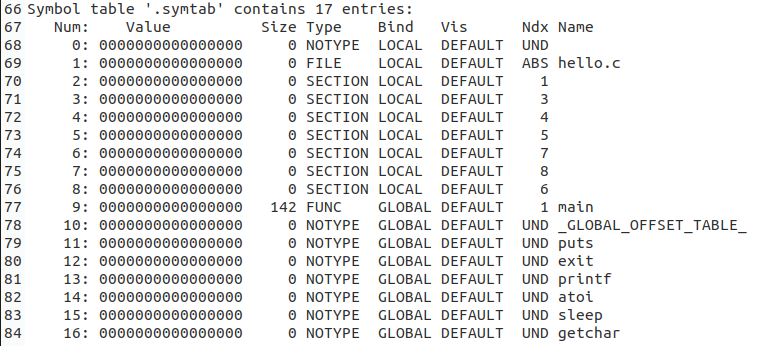 66 Symbol table '.symtab' contains 17 entries:
67    Num:    Value          Size Type    Bind   Vis      Ndx Name
68      0: 0000000000000000     0 NOTYPE  LOCAL  DEFAULT  UND
69      1: 0000000000000000     0 FILE    LOCAL  DEFAULT  ABS hello.c
70      2: 0000000000000000     0 SECTION LOCAL  DEFAULT    1
71      3: 0000000000000000     0 SECTION LOCAL  DEFAULT    3
72      4: 0000000000000000     0 SECTION LOCAL  DEFAULT    4
73      5: 0000000000000000     0 SECTION LOCAL  DEFAULT    5
74      6: 0000000000000000     0 SECTION LOCAL  DEFAULT    7
75      7: 0000000000000000     0 SECTION LOCAL  DEFAULT    8
76      8: 0000000000000000     0 SECTION LOCAL  DEFAULT    6
77      9: 0000000000000000   142 FUNC    GLOBAL DEFAULT    1 main
78     10: 0000000000000000     0 NOTYPE  GLOBAL DEFAULT  UND _GLOBAL_OFFSET_TABLE_
79     11: 0000000000000000     0 NOTYPE  GLOBAL DEFAULT  UND puts
80     12: 0000000000000000     0 NOTYPE  GLOBAL DEFAULT  UND exit
81     13: 0000000000000000     0 NOTYPE  GLOBAL DEFAULT  UND printf
82     14: 0000000000000000     0 NOTYPE  GLOBAL DEFAULT  UND atoi
83     15: 0000000000000000     0 NOTYPE  GLOBAL DEFAULT  UND sleep
84     16: 0000000000000000     0 NOTYPE  GLOBAL DEFAULT  UND getchar